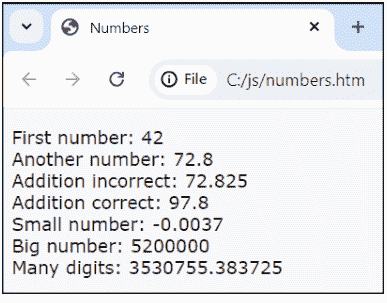 Numbers
File C:/js/numbers.htm
First number: 42
Another number: 72.8
Addition incorrect: 72.825
Addition correct: 97.8
Small number: -0.0037
Big number: 5200000
Many digits: 3530755.383725